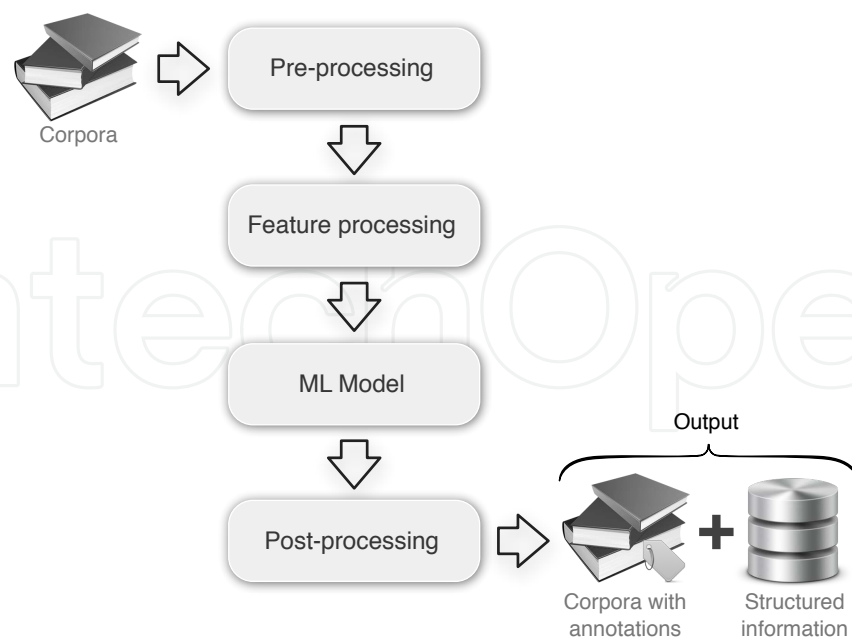 Pre-processing
Corpora
Feature processing
ML Model
Output
Post-processing
Corpora with
annotations
+
Structured
information